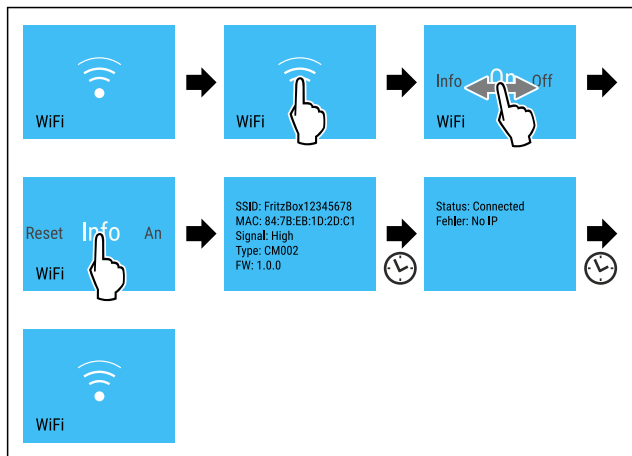 WiFi
WiFi
Info On Off
WiFi
Reset Info An
WiFi
SSID: FritzBox12345678
MAC: 84:7B:EB:1D:2D:C1
Signal: High
Type: CM002
FW: 1.0.0
Status: Connected
Fehler: No IP
WiFi